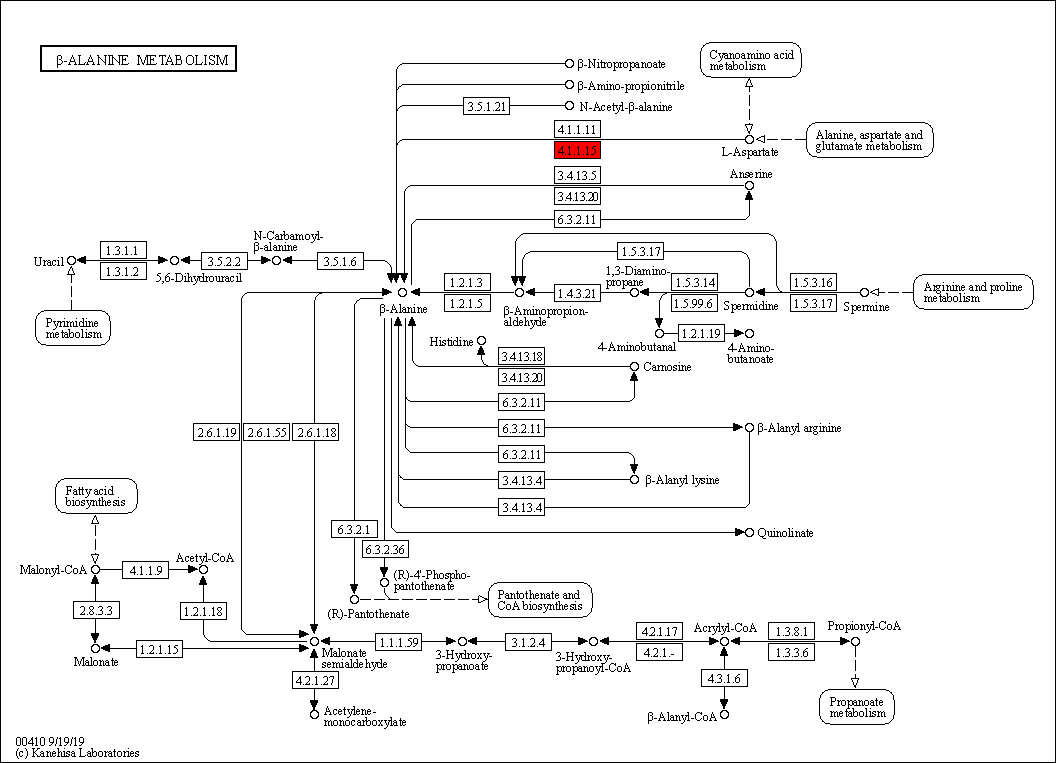 β-ALANINE METABOLISM
β-Nitropropanoate
β-Amino-propionitrile
3.5.1.21
N-Acetyl-β-alanine
Cyanoamino acid
metabolism
4.1.1.11
4.1.1.15
L-Aspartate
Alanine, aspartate and
glutamate metabolism
3.4.13.5
3.4.13.20
Anserine
6.3.2.11
Uracil
1.3.1.1
1.3.1.2
5,6-Dihydrouracil
3.5.2.2
N-Carbamoyl-
β-alanine
3.5.1.6
Pyrimidine
metabolism
β-Alanine
1.2.1.3
1.2.1.5
β-Aminopropion-
aldehyde
1.4.3.21
1,3-Diamino-
propane
1.5.3.17
1.5.3.14
1.5.99.6
Spermidine
1.5.3.16
1.5.3.17
Spermine
Arginine and proline
metabolism
4-Aminobutanal
1.2.1.19
4-Amino-
butanoate
Histidine
3.4.13.18
3.4.13.20
Carnosine
6.3.2.11
2.6.1.19
2.6.1.55
2.6.1.18
6.3.2.11
β-Alanyl arginine
6.3.2.11
3.4.13.4
β-Alanyl lysine
3.4.13.4
Quinolinate
Fatty acid
biosynthesis
6.3.2.1
6.3.2.36
Malonyl-CoA
4.1.1.9
Acetyl-CoA
(R)-4'-Phospho-
pantothenate
Pantothenate and
CoA biosynthesis
(R)-Pantothenate
2.8.3.3
1.2.1.18
Malonate
1.2.1.15
Malonate
semialdehyde
1.1.1.59
3-Hydroxy-
propanoate
3.1.2.4
3-Hydroxy-
propanoyl-CoA
4.2.1.17
4.2.1.-
Acrylyl-CoA
1.3.8.1
1.3.3.6
Propionyl-CoA
4.2.1.27
4.3.1.6
Acetylene-
monocarboxylate
β-Alanyl-CoA
Propanoate
metabolism
00410 9/19/19
(c) Kanehisa Laboratories